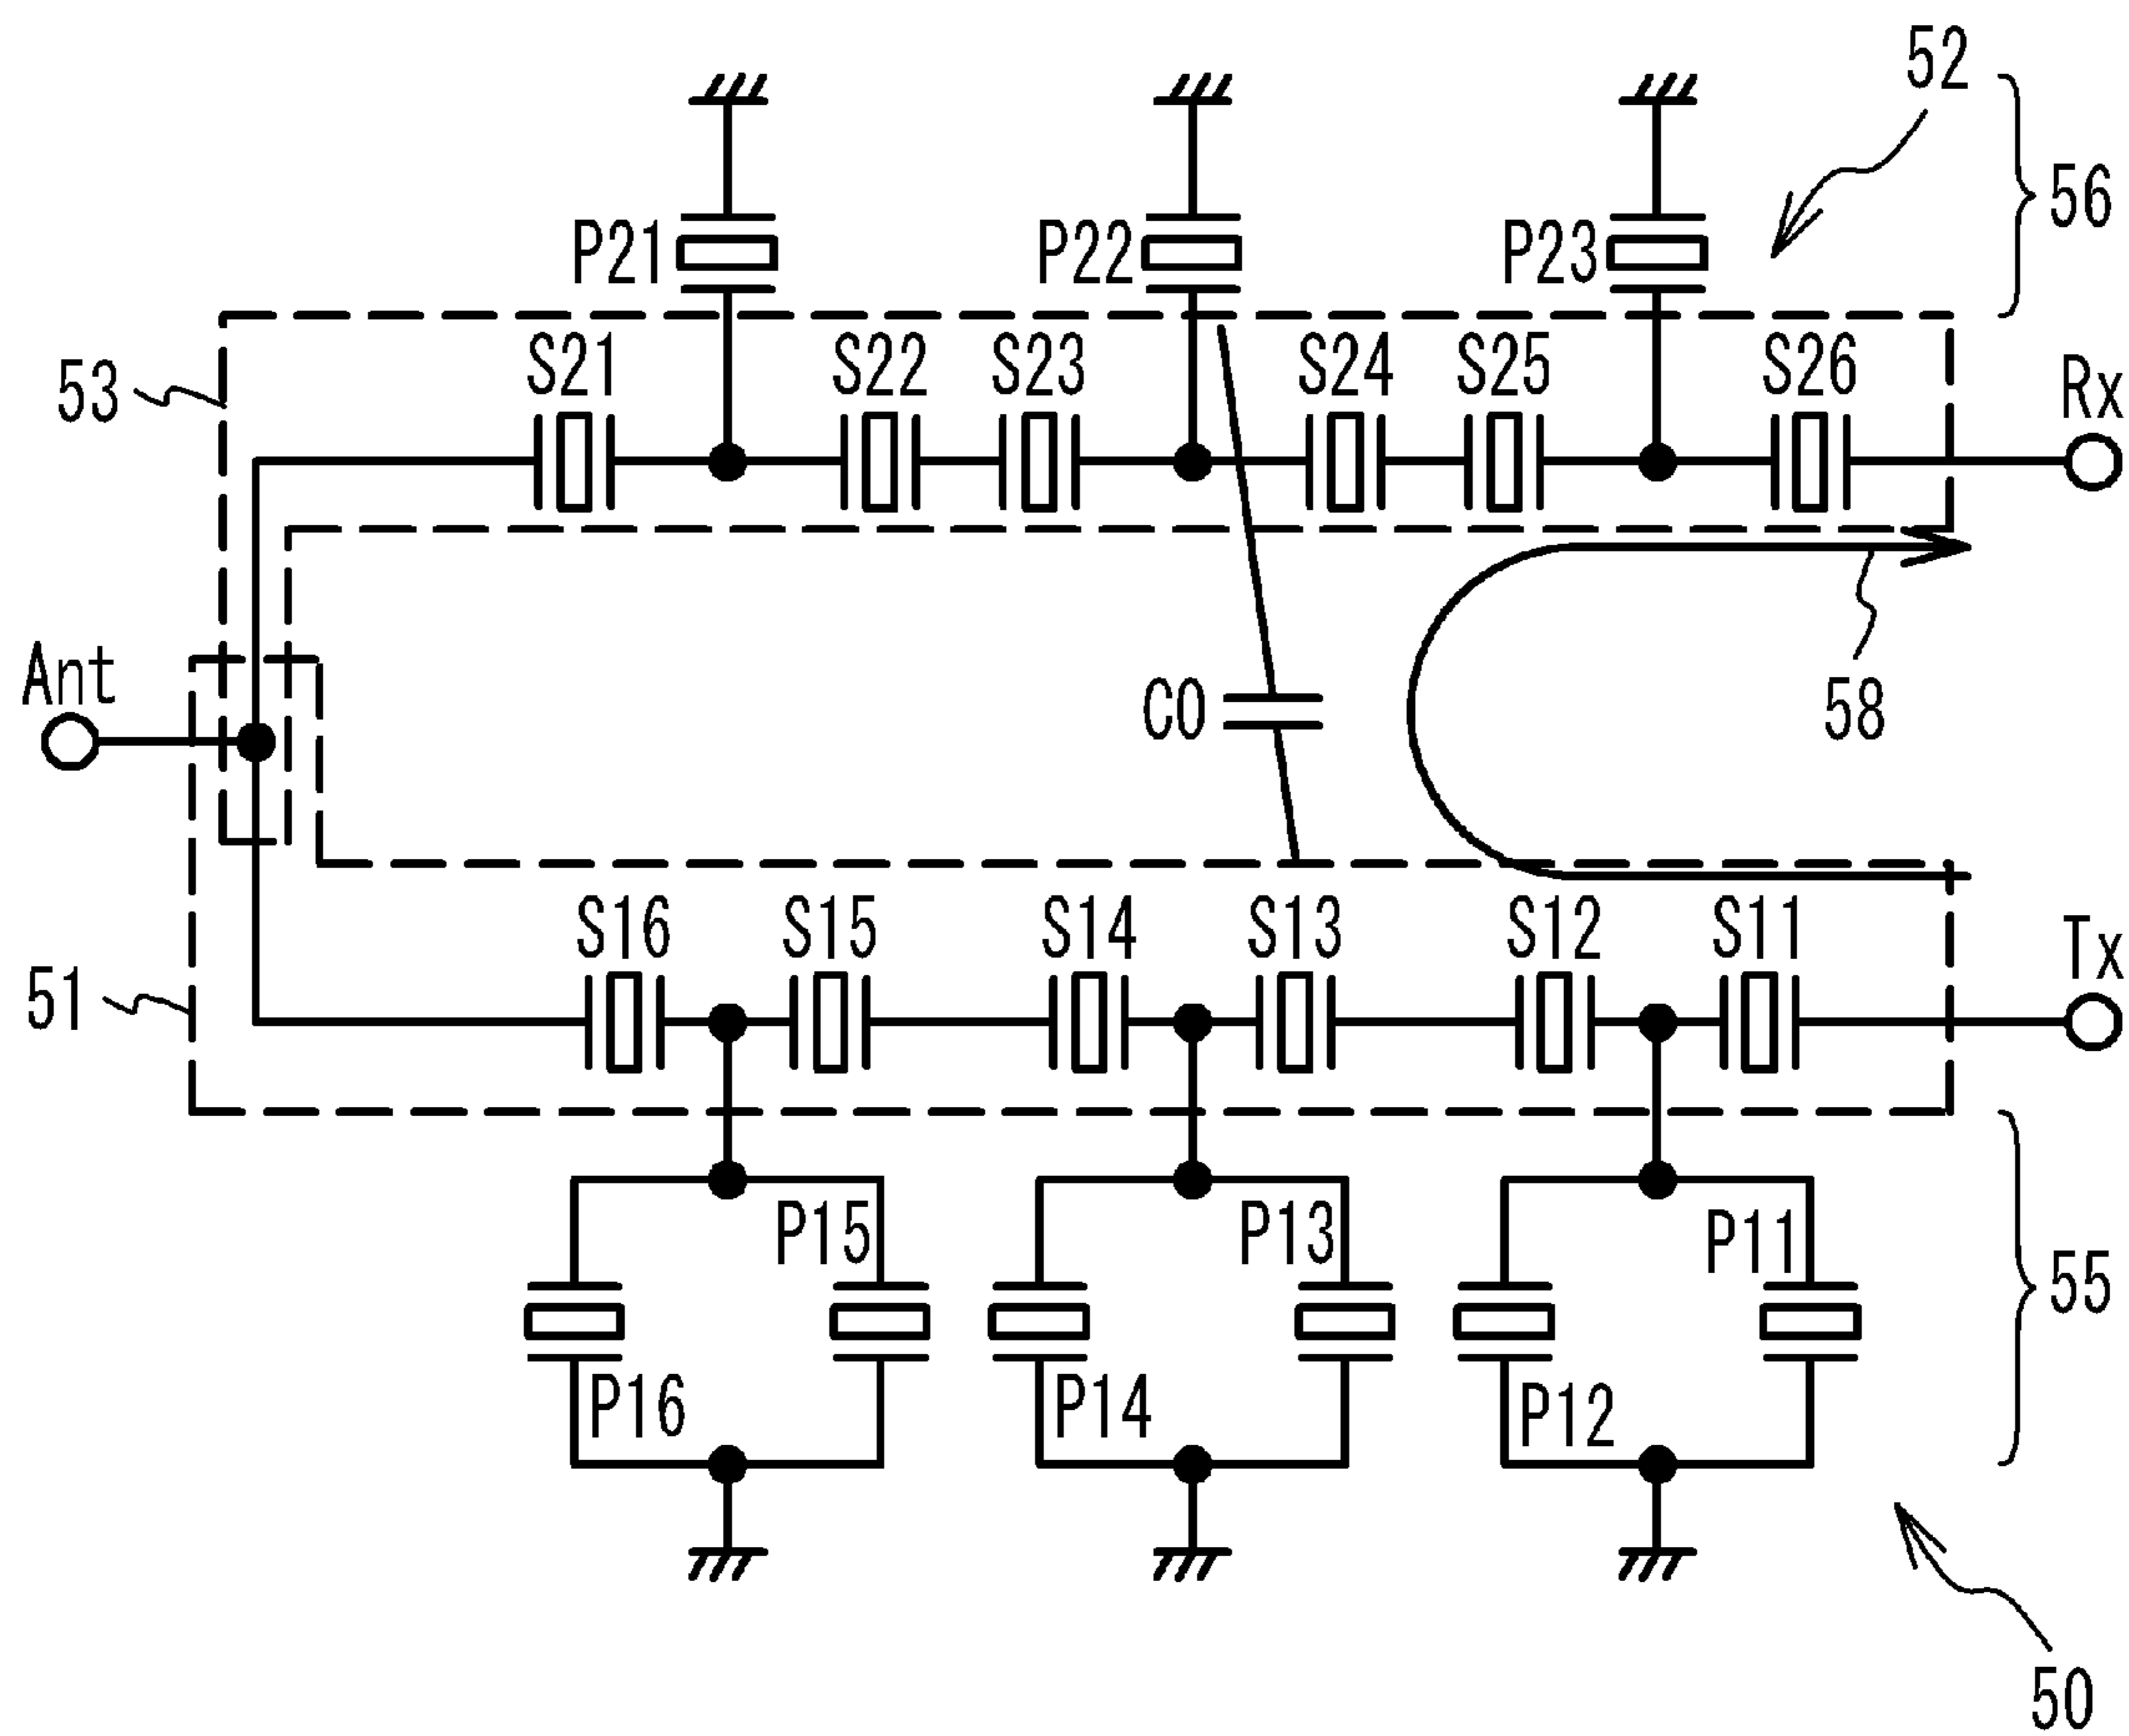 52
56
P21
P22
P23
53
S21
S22
S23
S24
S25
S26
Rx
Ant
C0
58
51
S16
S15
S14
S13
S12
S11
Tx
P15
P13
P11
55
P16
P14
P12
50